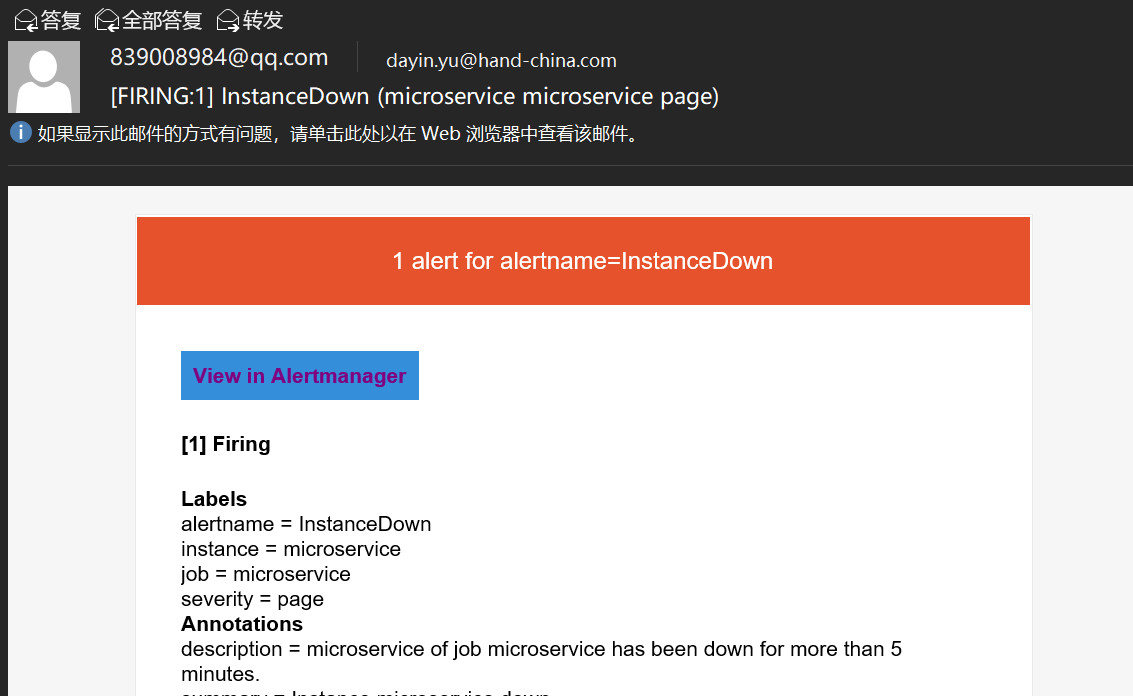 答复 全部答复 转发
839008984@qq.com dayin.yu@hand-china.com
[FIRING:1] InstanceDown (microservice microservice page)
如果显示此邮件的方式有问题，请单击此处以在 Web 浏览器中查看该邮件。
1 alert for alertname=InstanceDown
View in Alertmanager
[1] Firing
Labels
alertname = InstanceDown
instance = microservice
job = microservice
severity = page
Annotations
description = microservice of job microservice has been down for more than 5
minutes.
summary = Instance microservice down